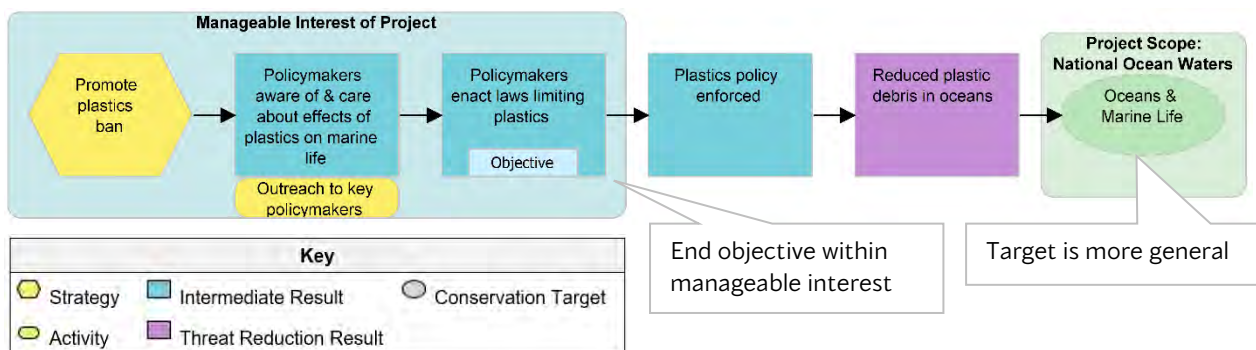 Manageable Interest of Project
Promote
plastics
ban
Policymakers
aware of & care
about effects of
plastics on marine
life
Outreach to key
policymakers
Policymakers
enact laws limiting
plastics
Objective
Plastics policy
enforced
Reduced plastic
debris in oceans
Project Scope:
National Ocean Waters
Oceans &
Marine Life
End objective within
manageable interest
Target is more general
Key
Strategy
Intermediate Result
Conservation Target
Activity
Threat Reduction Result